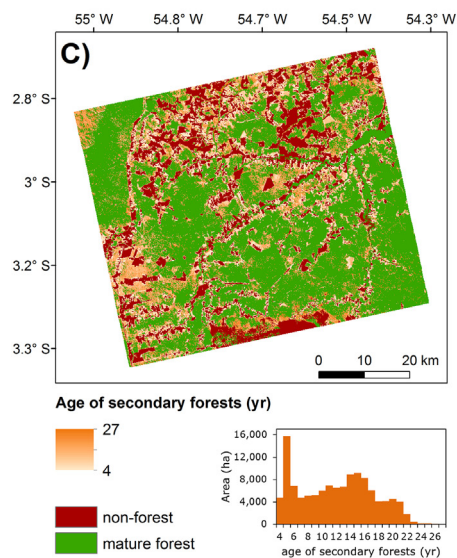 55° W 54.8° W 54.7° W 54.5° W 54.3° W
C)
2.8° S
3° S
3.2° S
3.3° S
0 10 20 km
Age of secondary forests (yr)
27
4
non-forest
mature forest
Area (ha)
16,000
12,000
8,000
4,000
0
4 6 8 10 12 14 16 18 20 22 24 26
age of secondary forests (yr)